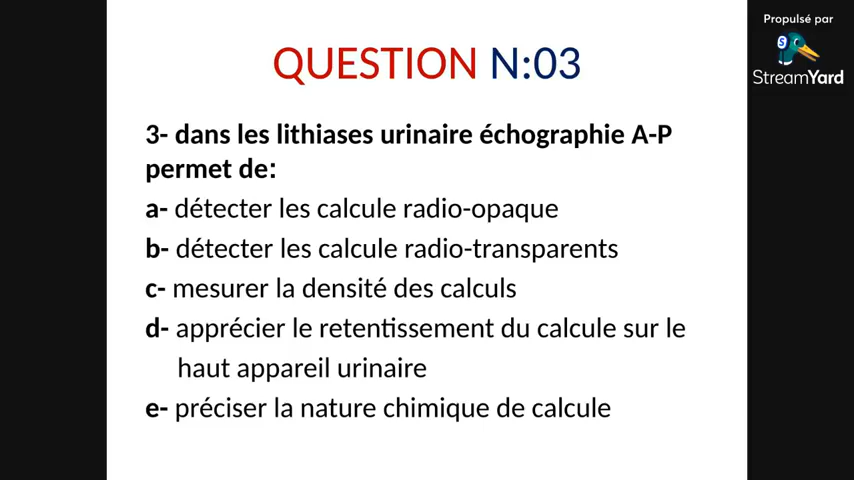 Propulsé par
StreamYard
QUESTION N:03
3- dans les lithiases urinaire échographie A-P
permet de:
a- détecter les calcule radio-opaque
b- détecter les calcule radio-transparents
c- mesurer la densité des calculs
d- apprécier le retentissement du calcule sur le
haut appareil urinaire
e- préciser la nature chimique de calcule